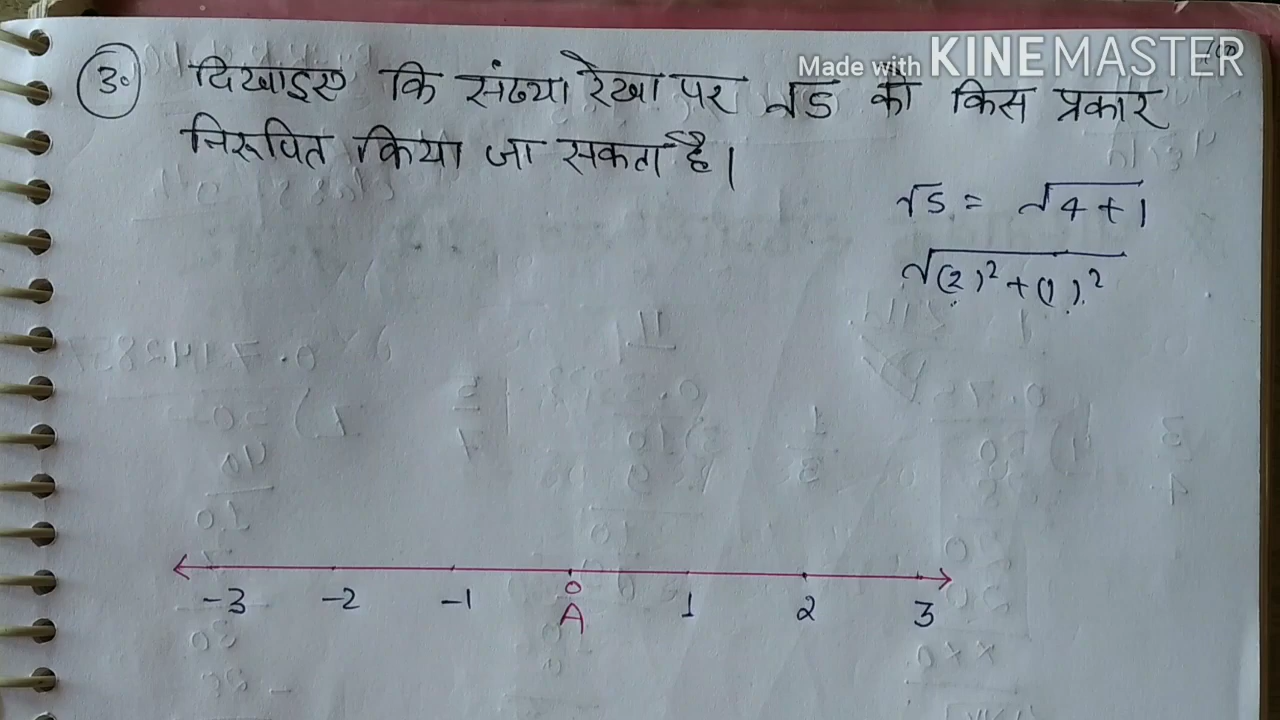 Made with KINEMASTER
3. दिखाइए कि संख्या रेखा पर √5 को किस प्रकार
निरूपित किया जा सकता है।
√5 = √4+1
√(2)²+(1)²
-3 -2 -1 0 1 2 3
A